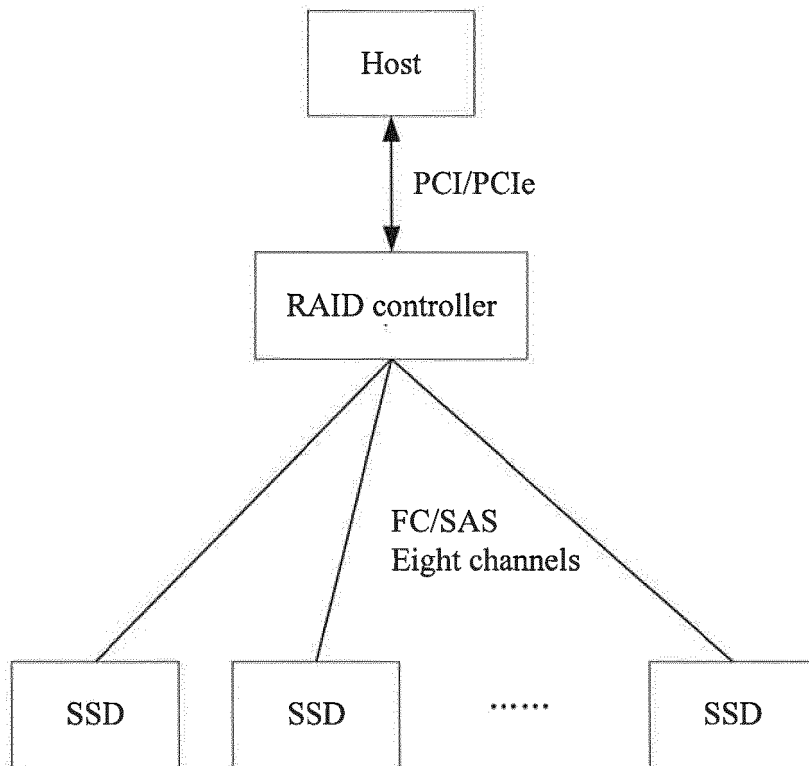 Host
PCI/PCIe
RAID controller
FC/SAS
Eight channels
SSD
SSD
......
SSD